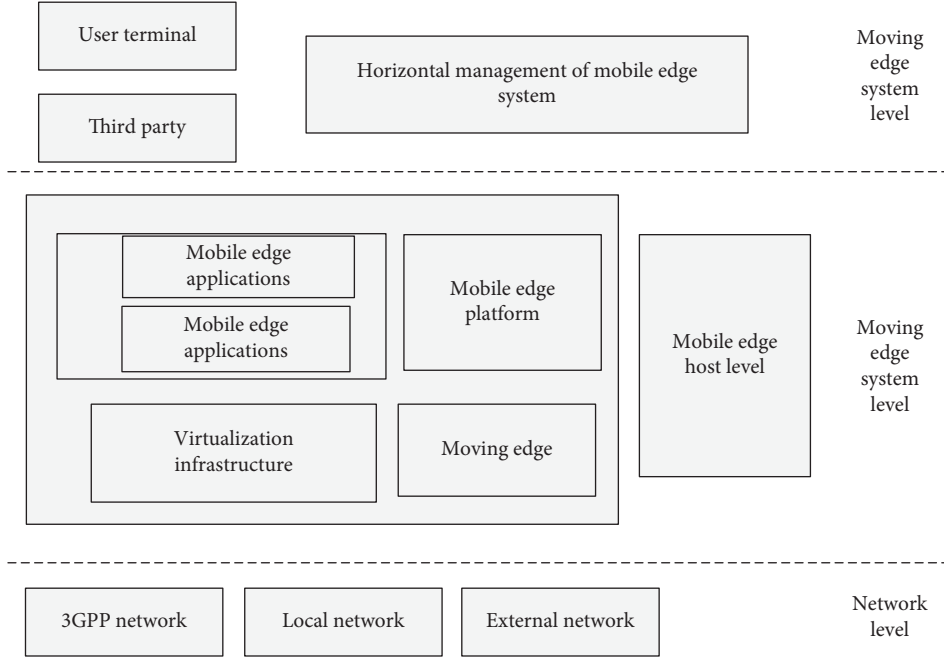 User terminal
Third party
Horizontal management of mobile edge
system
Moving
edge
system
level
Mobile edge
applications
Mobile edge
applications
Mobile edge
platform
Virtualization
infrastructure
Moving edge
Mobile edge
host level
Moving
edge
system
level
3GPP network
Local network
External network
Network
level